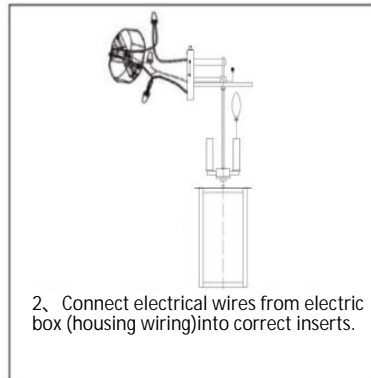 2、 Connect electrical wires from electric
box (housing wiring)into correct inserts.